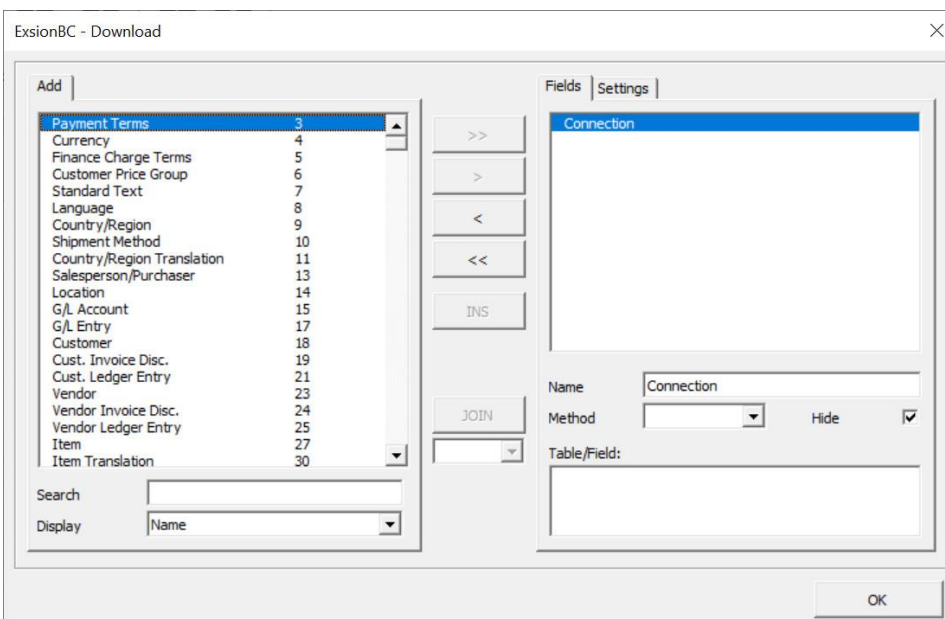 ExsionBC - Download
Add
Payment Terms 3
Currency 4
Finance Charge Terms 5
Customer Price Group 6
Standard Text 7
Language 8
Country/Region 9
Shipment Method 10
Country/Region Translation 11
Salesperson/Purchaser 13
Location 14
G/L Account 15
G/L Entry 17
Customer 18
Cust. Invoice Disc. 19
Cust. Ledger Entry 21
Vendor 23
Vendor Invoice Disc. 24
Vendor Ledger Entry 25
Item 27
Item Translation 30
Search
Display Name
>>
>
<
<<
INS
JOIN
Fields Settings
Connection
Name Connection
Method Hide
Table/Field:
OK